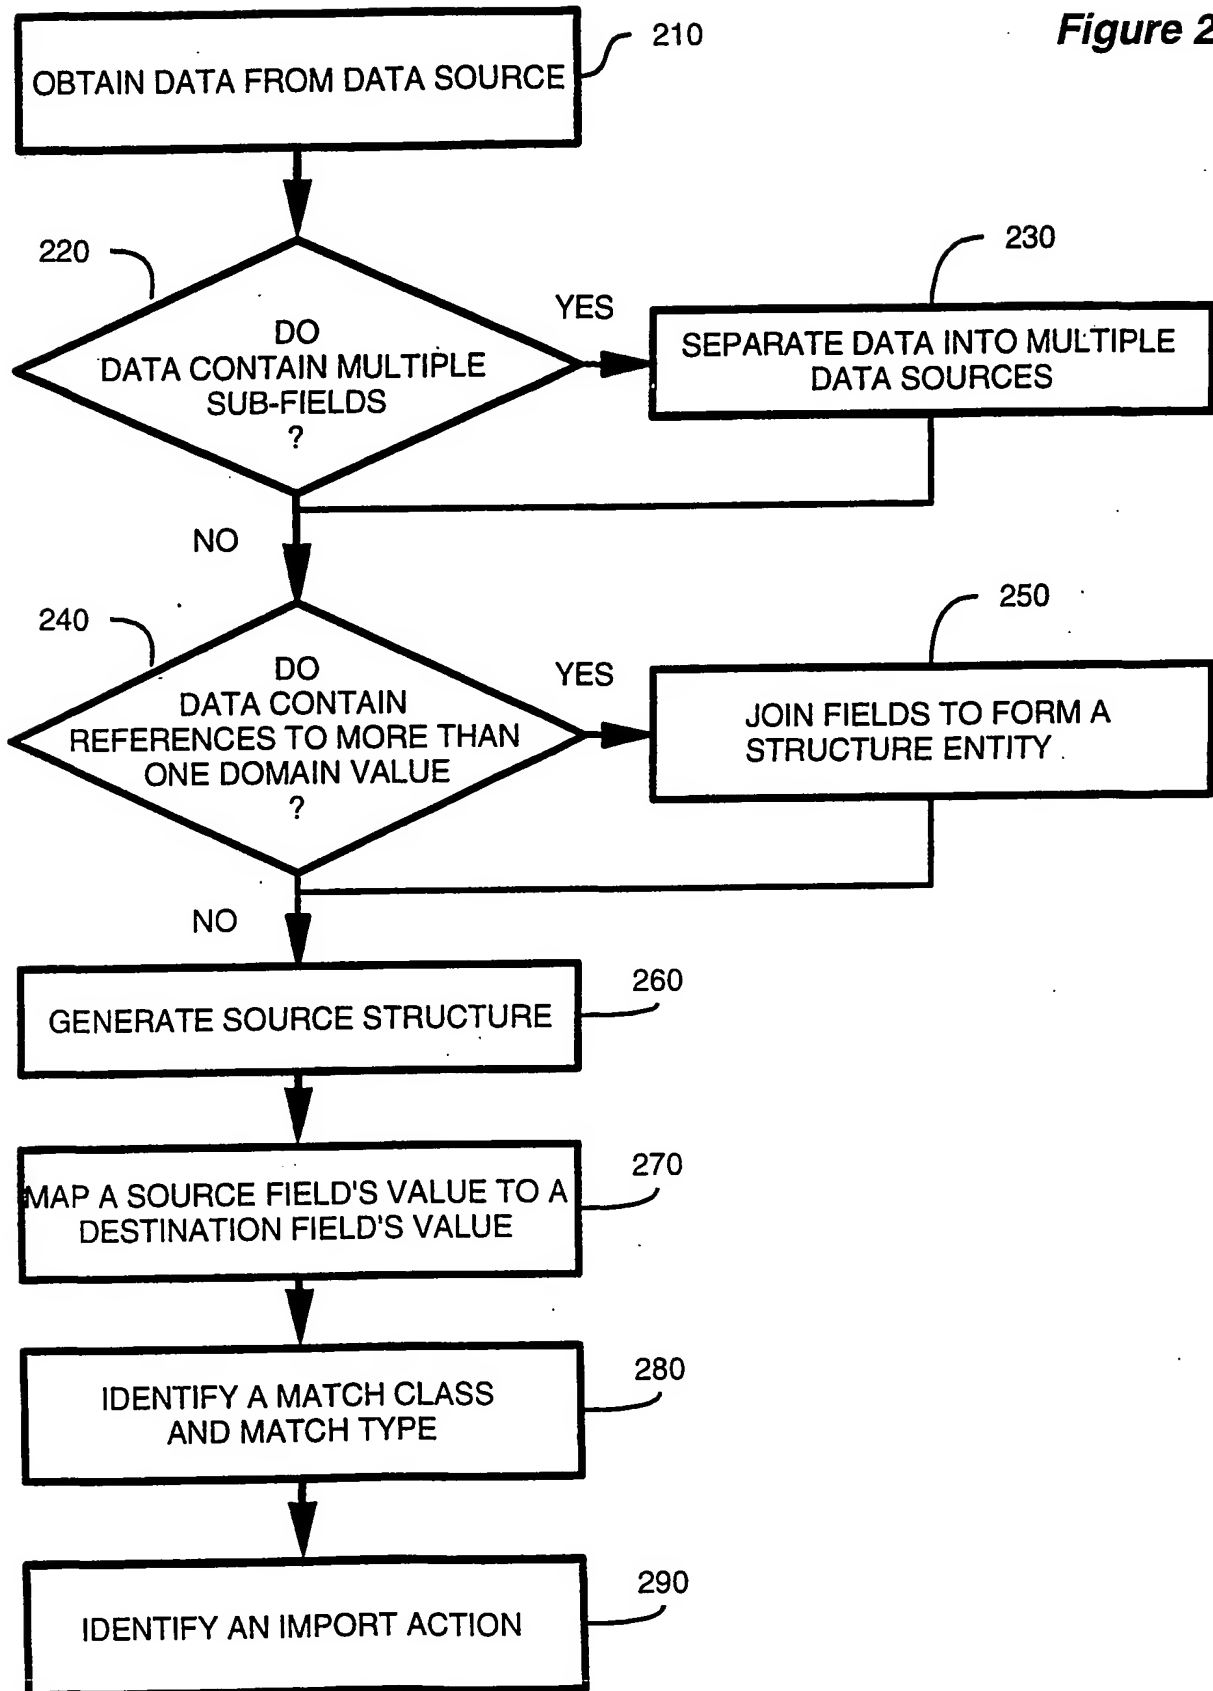 Figure 2
210
OBTAIN DATA FROM DATA SOURCE
220
DO
DATA CONTAIN MULTIPLE
SUB-FIELDS
?
YES
230
SEPARATE DATA INTO MULTIPLE
DATA SOURCES
NO
240
DO
DATA CONTAIN
REFERENCES TO MORE THAN
ONE DOMAIN VALUE
?
YES
250
JOIN FIELDS TO FORM A
STRUCTURE ENTITY
NO
260
GENERATE SOURCE STRUCTURE
270
MAP A SOURCE FIELD'S VALUE TO A
DESTINATION FIELD'S VALUE
280
IDENTIFY A MATCH CLASS
AND MATCH TYPE
290
IDENTIFY AN IMPORT ACTION